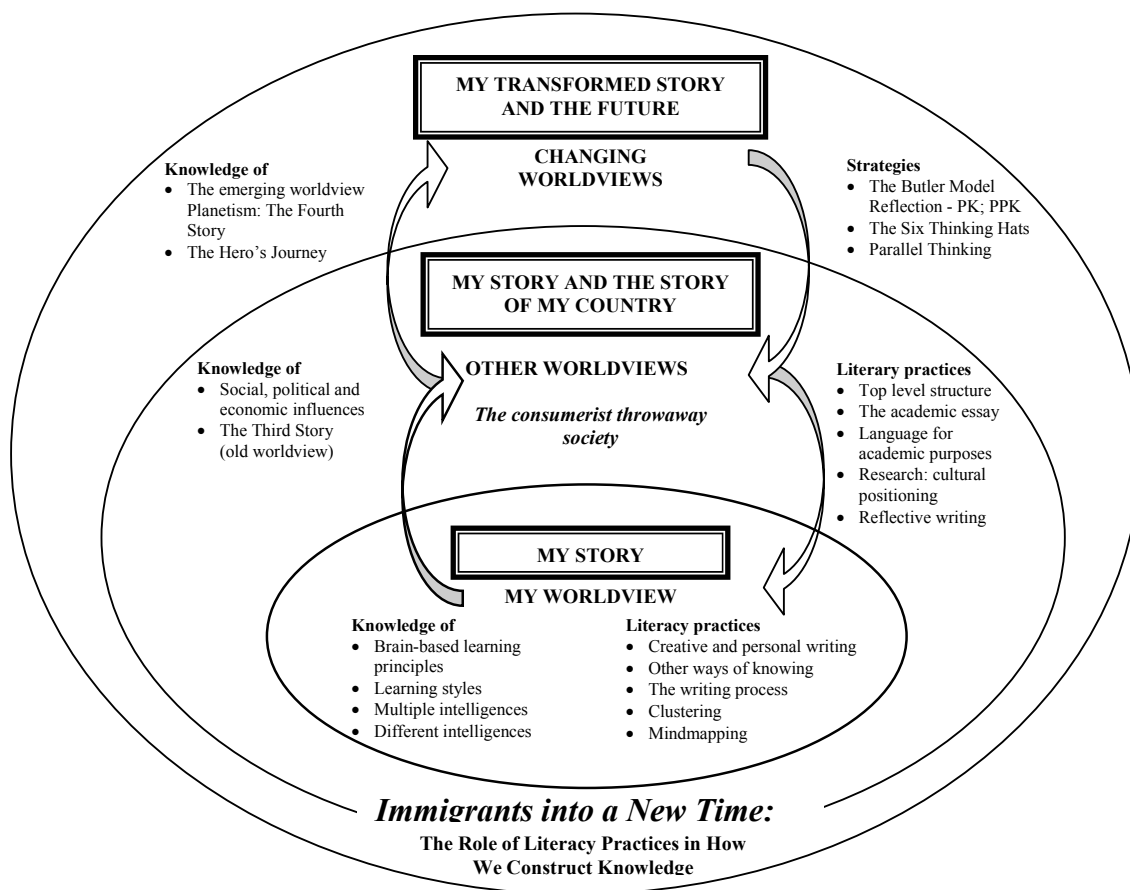 MY TRANSFORMED STORY
AND THE FUTURE
CHANGING
WORLDVIEWS
Knowledge of
• The emerging worldview
Planetism: The Fourth
Story
• The Hero's Journey
Strategies
• The Butler Model
Reflection - PK; PPK
• The Six Thinking Hats
• Parallel Thinking
MY STORY AND THE STORY
OF MY COUNTRY
OTHER WORLDVIEWS
The consumerist throwaway
society
Knowledge of
• Social, political and
economic influences
• The Third Story
(old worldview)
Literary practices
• Top level structure
• The academic essay
• Language for
academic purposes
• Research: cultural
positioning
• Reflective writing
MY STORY
MY WORLDVIEW
Knowledge of
• Brain-based learning
principles
• Learning styles
• Multiple intelligences
• Different intelligences
Literacy practices
• Creative and personal writing
• Other ways of knowing
• The writing process
• Clustering
• Mindmapping
Immigrants into a New Time:
The Role of Literacy Practices in How
We Construct Knowledge